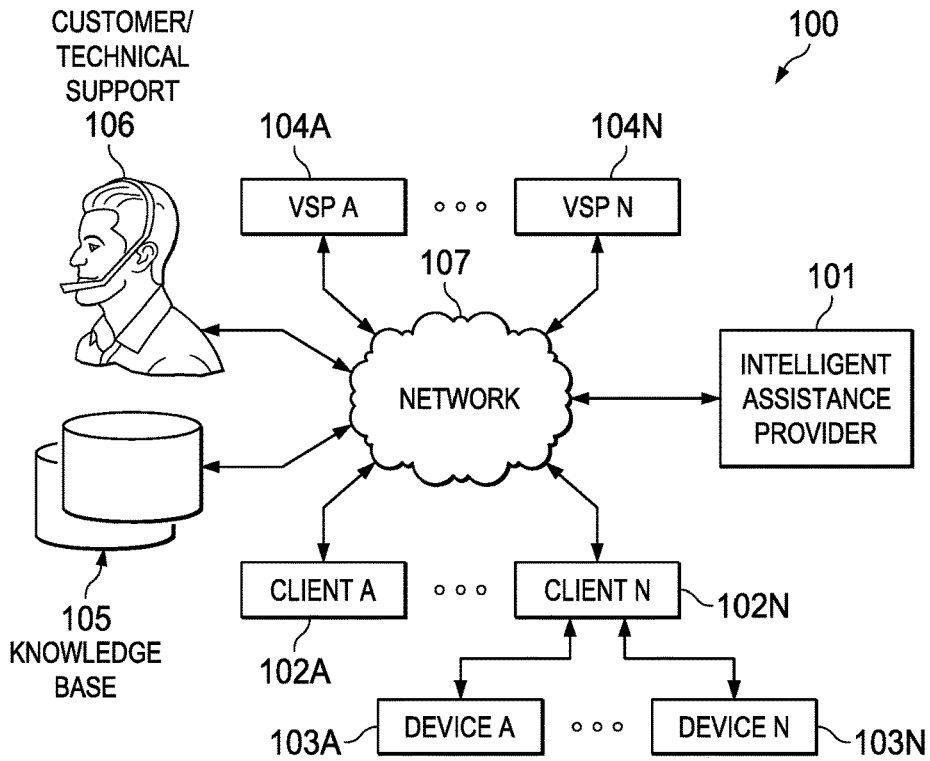 CUSTOMER/
TECHNICAL
SUPPORT
106
100
104A
104N
VSP A
VSP N
107
101
NETWORK
INTELLIGENT
ASSISTANCE
PROVIDER
105
KNOWLEDGE
BASE
CLIENT A
CLIENT N
102A
102N
103A
DEVICE A
DEVICE N
103N